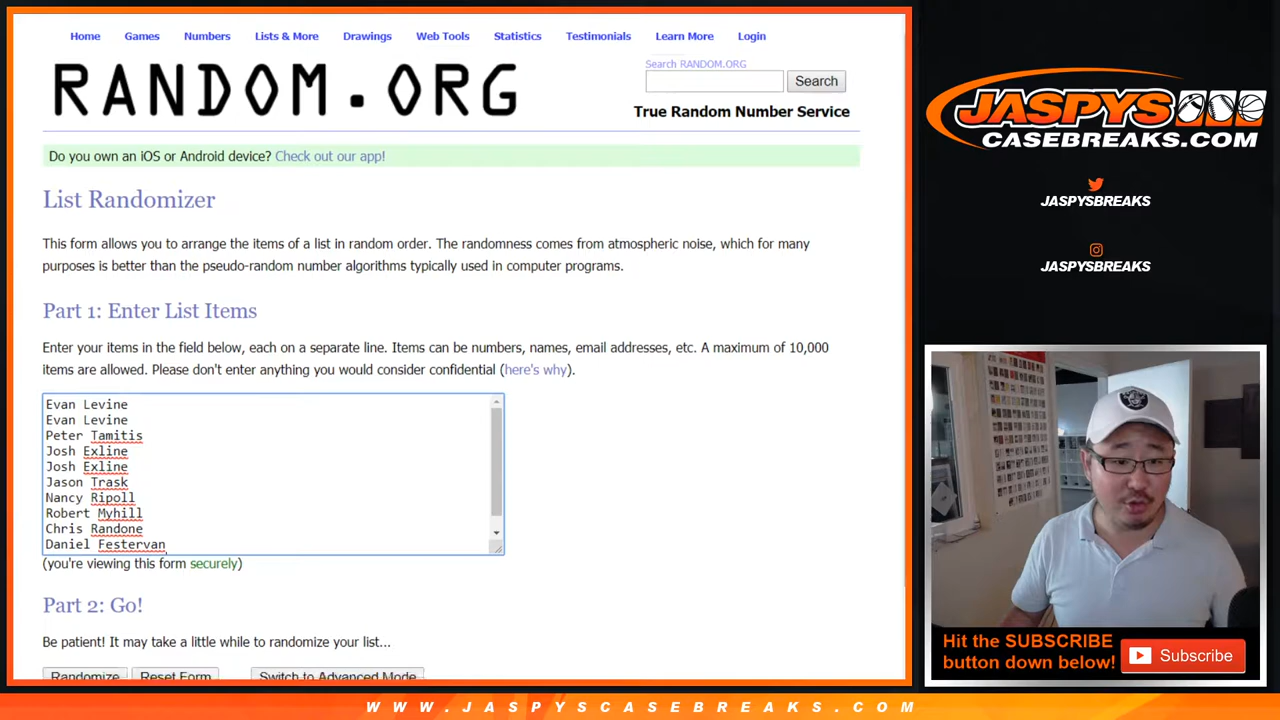 Home Games Numbers Lists & More Drawings Web Tools Statistics Testimonials Learn More Login
RANDOM.ORG
Search RANDOM.ORG
Search
True Random Number Service
Do you own an iOS or Android device? Check out our app!
List Randomizer
This form allows you to arrange the items of a list in random order. The randomness comes from atmospheric noise, which for many
purposes is better than the pseudo-random number algorithms typically used in computer programs.
Part 1: Enter List Items
Enter your items in the field below, each on a separate line. Items can be numbers, names, email addresses, etc. A maximum of 10,000
items are allowed. Please don't enter anything you would consider confidential (here's why).
Evan Levine
Evan Levine
Peter Tamitis
Josh Exline
Josh Exline
Jason Trask
Nancy Ripoll
Robert Myhill
Chris Randone
Daniel Festervan
(you're viewing this form securely)
Part 2: Go!
Be patient! It may take a little while to randomize your list...
Randomize Reset Form Switch to Advanced Mode
JASPYS
CASEBREAKS.COM
JASPYSBREAKS
JASPYSBREAKS
Hit the SUBSCRIBE
button down below!
Subscribe
WWW.JASPYSCASEBREAKS.COM